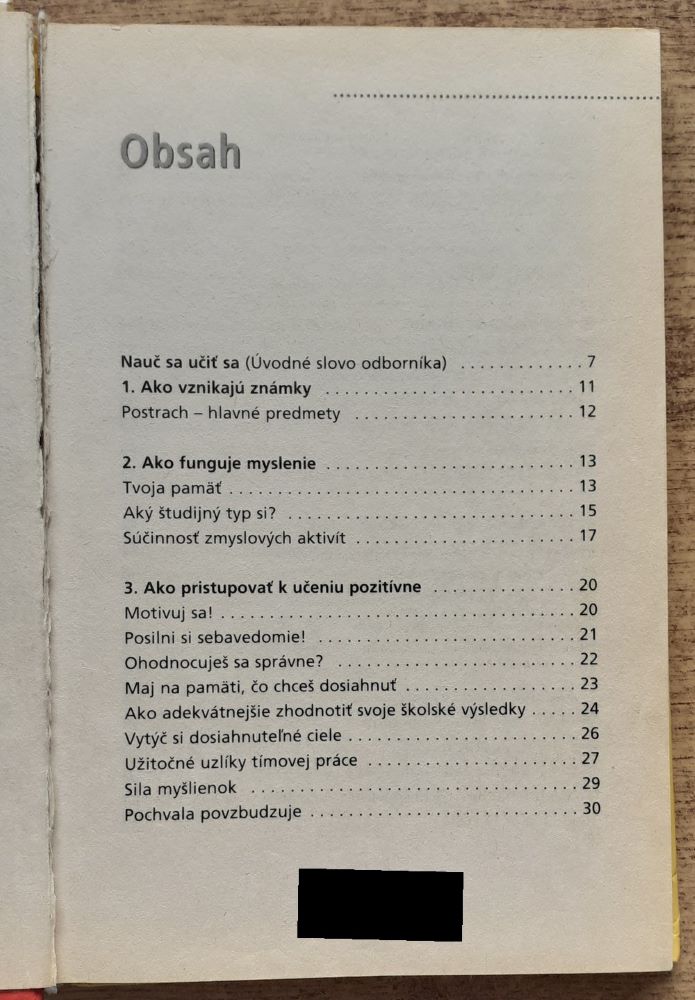 Obsah
Nauč sa učiť sa (Úvodné slovo odborníka) . . . . . . . . . . . . . 7
1. Ako vznikajú známky . . . . . . . . . . . . . . . . . . . . . . . . . . 11
Postrach – hlavné predmety . . . . . . . . . . . . . . . . . . . . . . . 12
2. Ako funguje myslenie . . . . . . . . . . . . . . . . . . . . . . . . . . 13
Tvoja pamäť . . . . . . . . . . . . . . . . . . . . . . . . . . . . . . . . . . . . 13
Aký študijný typ si? . . . . . . . . . . . . . . . . . . . . . . . . . . . . . . 15
Súčinnosť zmyslových aktivít . . . . . . . . . . . . . . . . . . . . . . . 17
3. Ako pristupovať k učeniu pozitívne . . . . . . . . . . . . . . . 20
Motivuj sa! . . . . . . . . . . . . . . . . . . . . . . . . . . . . . . . . . . . . . 20
Posilni si sebavedomie! . . . . . . . . . . . . . . . . . . . . . . . . . . . 21
Ohodnocuješ sa správne? . . . . . . . . . . . . . . . . . . . . . . . . . 22
Maj na pamäti, čo chceš dosiahnuť . . . . . . . . . . . . . . . . . . 23
Ako adekvátnejšie zhodnotiť svoje školské výsledky . . . . . 24
Vytýč si dosiahnuteľné ciele . . . . . . . . . . . . . . . . . . . . . . . . 26
Užitočné uzlíky tímovej práce . . . . . . . . . . . . . . . . . . . . . . 27
Sila myšlienok . . . . . . . . . . . . . . . . . . . . . . . . . . . . . . . . . . 29
Pochvala povzbudzuje . . . . . . . . . . . . . . . . . . . . . . . . . . . . 30